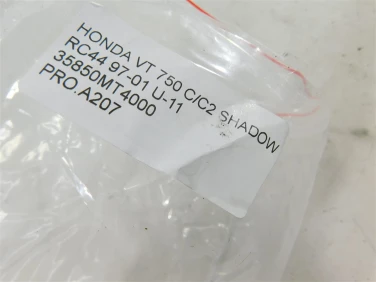 HONDA VT 750 C/C2 SHADOW
RC44 97-01 U-11
35850MT4000
PRO.A207